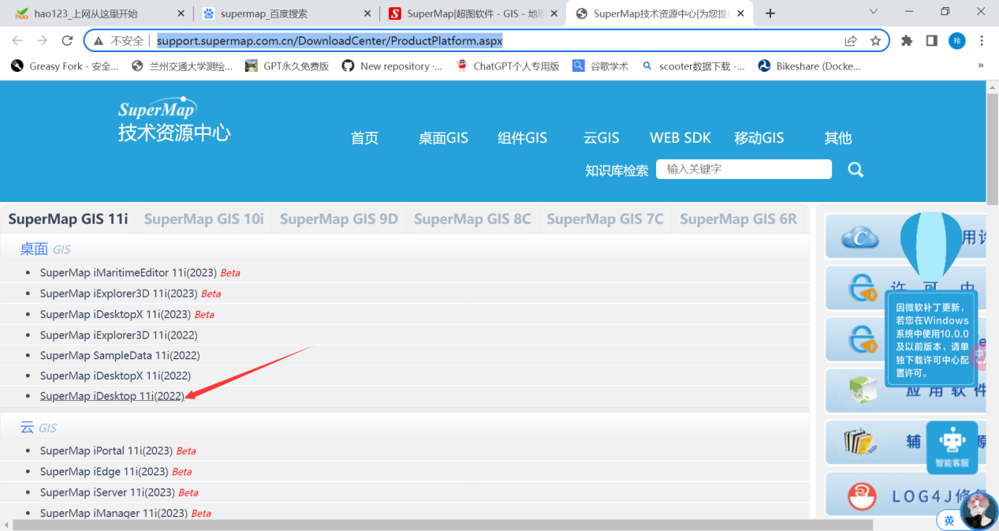 hao123_上网从这里开始
supermap_百度搜索
SuperMap|超图软件 - GIS - 地理
SuperMap技术资源中心|为您提供
不安全
support.supermap.com.cn/DownloadCenter/ProductPlatform.aspx
玲
Greasy Fork - 安全...
兰州交通大学测绘...
GPT永久免费版
New repository ·...
ChatGPT个人专用版
谷歌学术
scooter数据下载 -...
Bikeshare (Docke...
»
SuperMap
技术资源中心
首页 桌面GIS 组件GIS 云GIS WEB SDK 移动GIS 其他
知识库检索 输入关键字
SuperMap GIS 11i SuperMap GIS 10i SuperMap GIS 9D SuperMap GIS 8C SuperMap GIS 7C SuperMap GIS 6R
桌面 GIS
SuperMap iMaritimeEditor 11i(2023) Beta
SuperMap iExplorer3D 11i(2023) Beta
SuperMap iDesktopX 11i(2023) Beta
SuperMap iExplorer3D 11i(2022)
SuperMap SampleData 11i(2022)
SuperMap iDesktopX 11i(2022)
SuperMap iDesktop 11i(2022)
云 GIS
SuperMap iPortal 11i(2023) Beta
SuperMap iEdge 11i(2023) Beta
SuperMap iServer 11i(2023) Beta
SuperMap iManager 11i(2023) Beta
用许
许可中
因微软补丁更新，
若您在Windows
系统中使用10.0.0
及以前版本，请单
独下载许可中心配
置许可。
应用软件
辅
源
智能客服
LOG4J修复
英